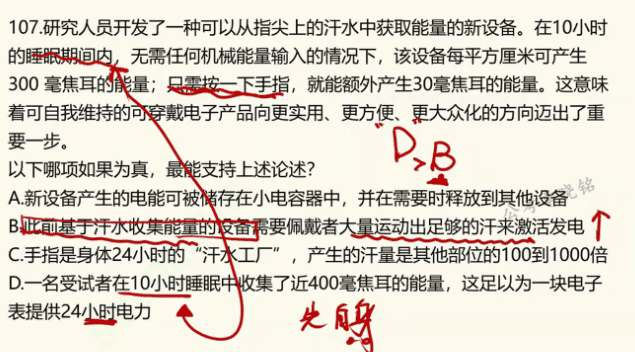 107.研究人员开发了一种可以从指尖上的汗水中获取能量的新设备。在10小时
的睡眠期间内，无需任何机械能量输入的情况下，该设备每平方厘米可产生
300 毫焦耳的能量；只需按一下手指，就能额外产生30毫焦耳的能量。这意味
着可自我维持的可穿戴电子产品向更实用、更方便、更大众化的方向迈出了重
要一步。
"D">B
以下哪项如果为真，最能支持上述论述？
A.新设备产生的电能可被储存在小电容器中，并在需要时释放到其他设备
B.此前基于汗水收集能量的设备需要佩戴者大量运动出足够的汗来激活发电
C.手指是身体24小时的“汗水工厂”，产生的汗量是其他部位的100到1000倍
D.一名受试者在10小时睡眠中收集了近400毫焦耳的能量，这足以为一块电子
表提供24小时电力
先自身